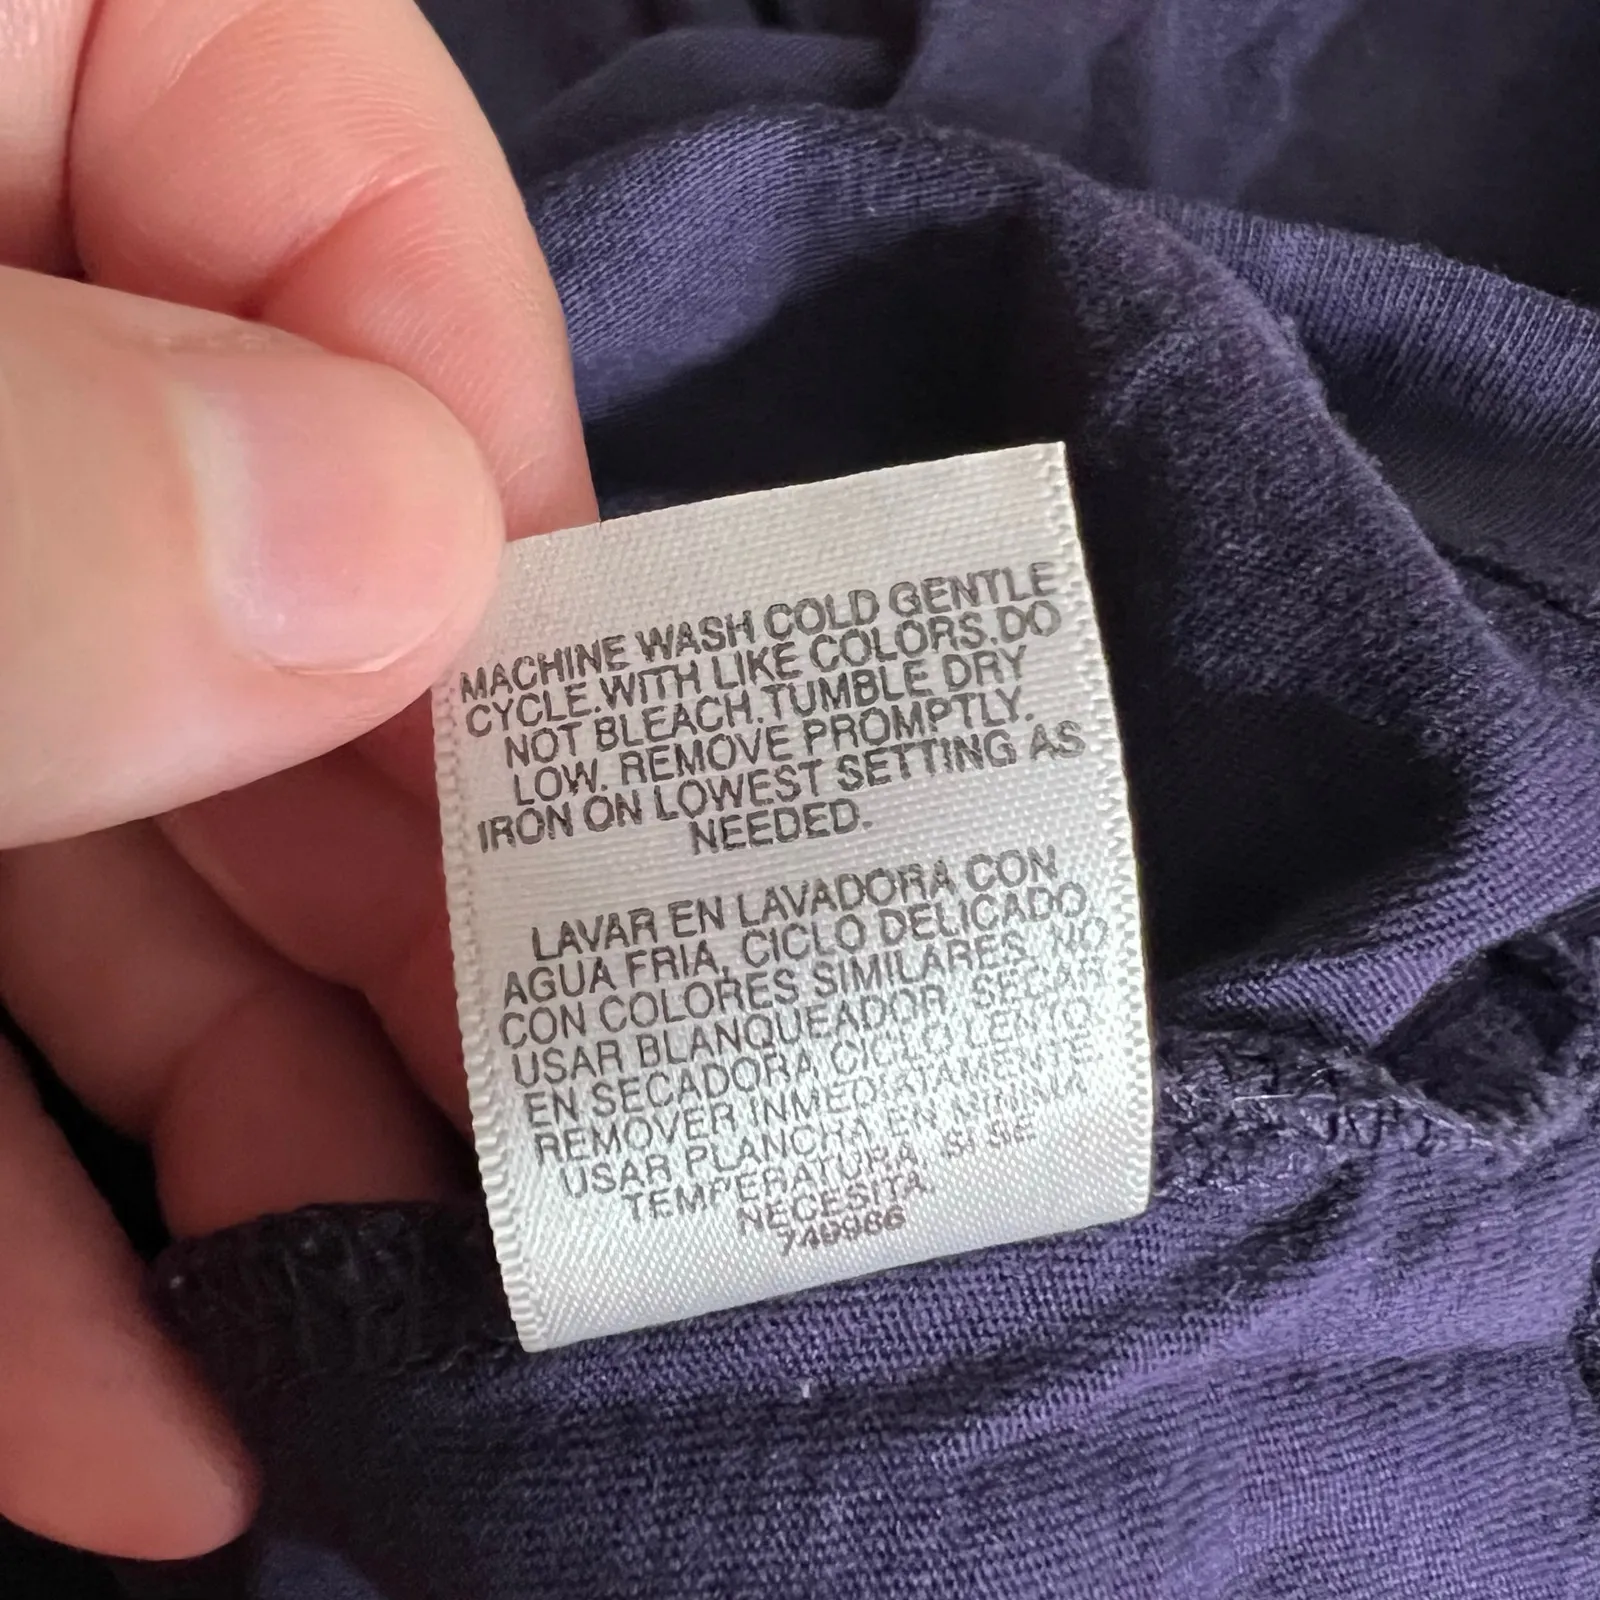 MACHINE WASH COLD GENTLE
CYCLE.WITH LIKE COLORS.DO
NOT BLEACH.TUMBLE DRY
LOW. REMOVE PROMPTLY.
IRON ON LOWEST SETTING AS
NEEDED.
LAVAR EN LAVADORA CON
AGUA FRIA, CICLO DELICADO,
CON COLORES SIMILARES. NO
USAR BLANQUEADOR. SECAR
EN SECADORA CICLO LENTO.
REMOVER INMEDIATAMENTE.
USAR PLANCHA EN MINIMA
TEMPERATURA, SI SE
NECESITA.
749966